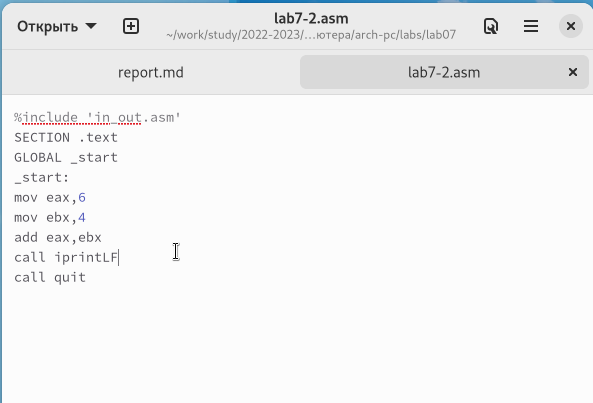 Открыть
lab7-2.asm
~/work/study/2022-2023/...ютера/arch-pc/labs/lab07
report.md
lab7-2.asm
%include 'in_out.asm'
SECTION .text
GLOBAL _start
_start:
mov eax,6
mov ebx,4
add eax,ebx
call iprintLF
call quit